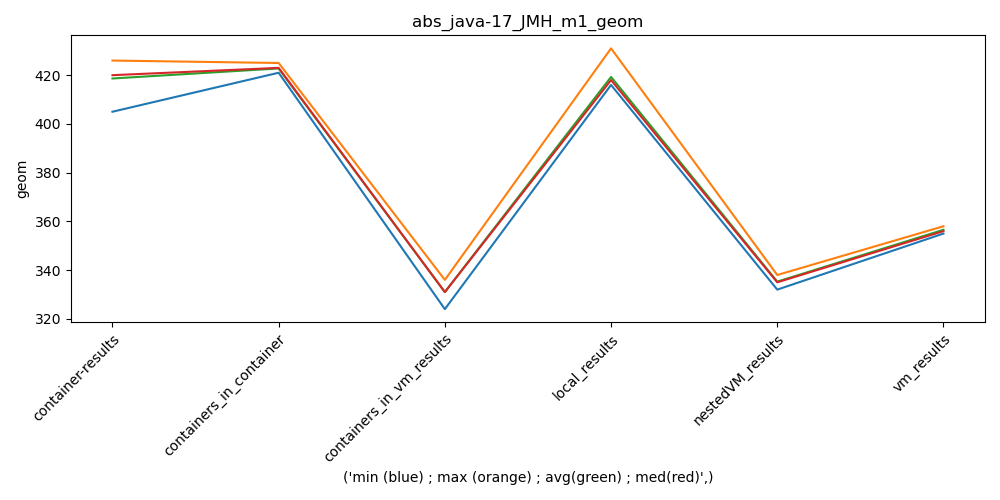 abs_java-17_JMH_m1_geom
geom
420
400
380
360
340
320
container-results
containers_in_container
containers_in_vm_results
local_results
nestedVM_results
vm_results
('min (blue) ; max (orange) ; avg(green) ; med(red)',)